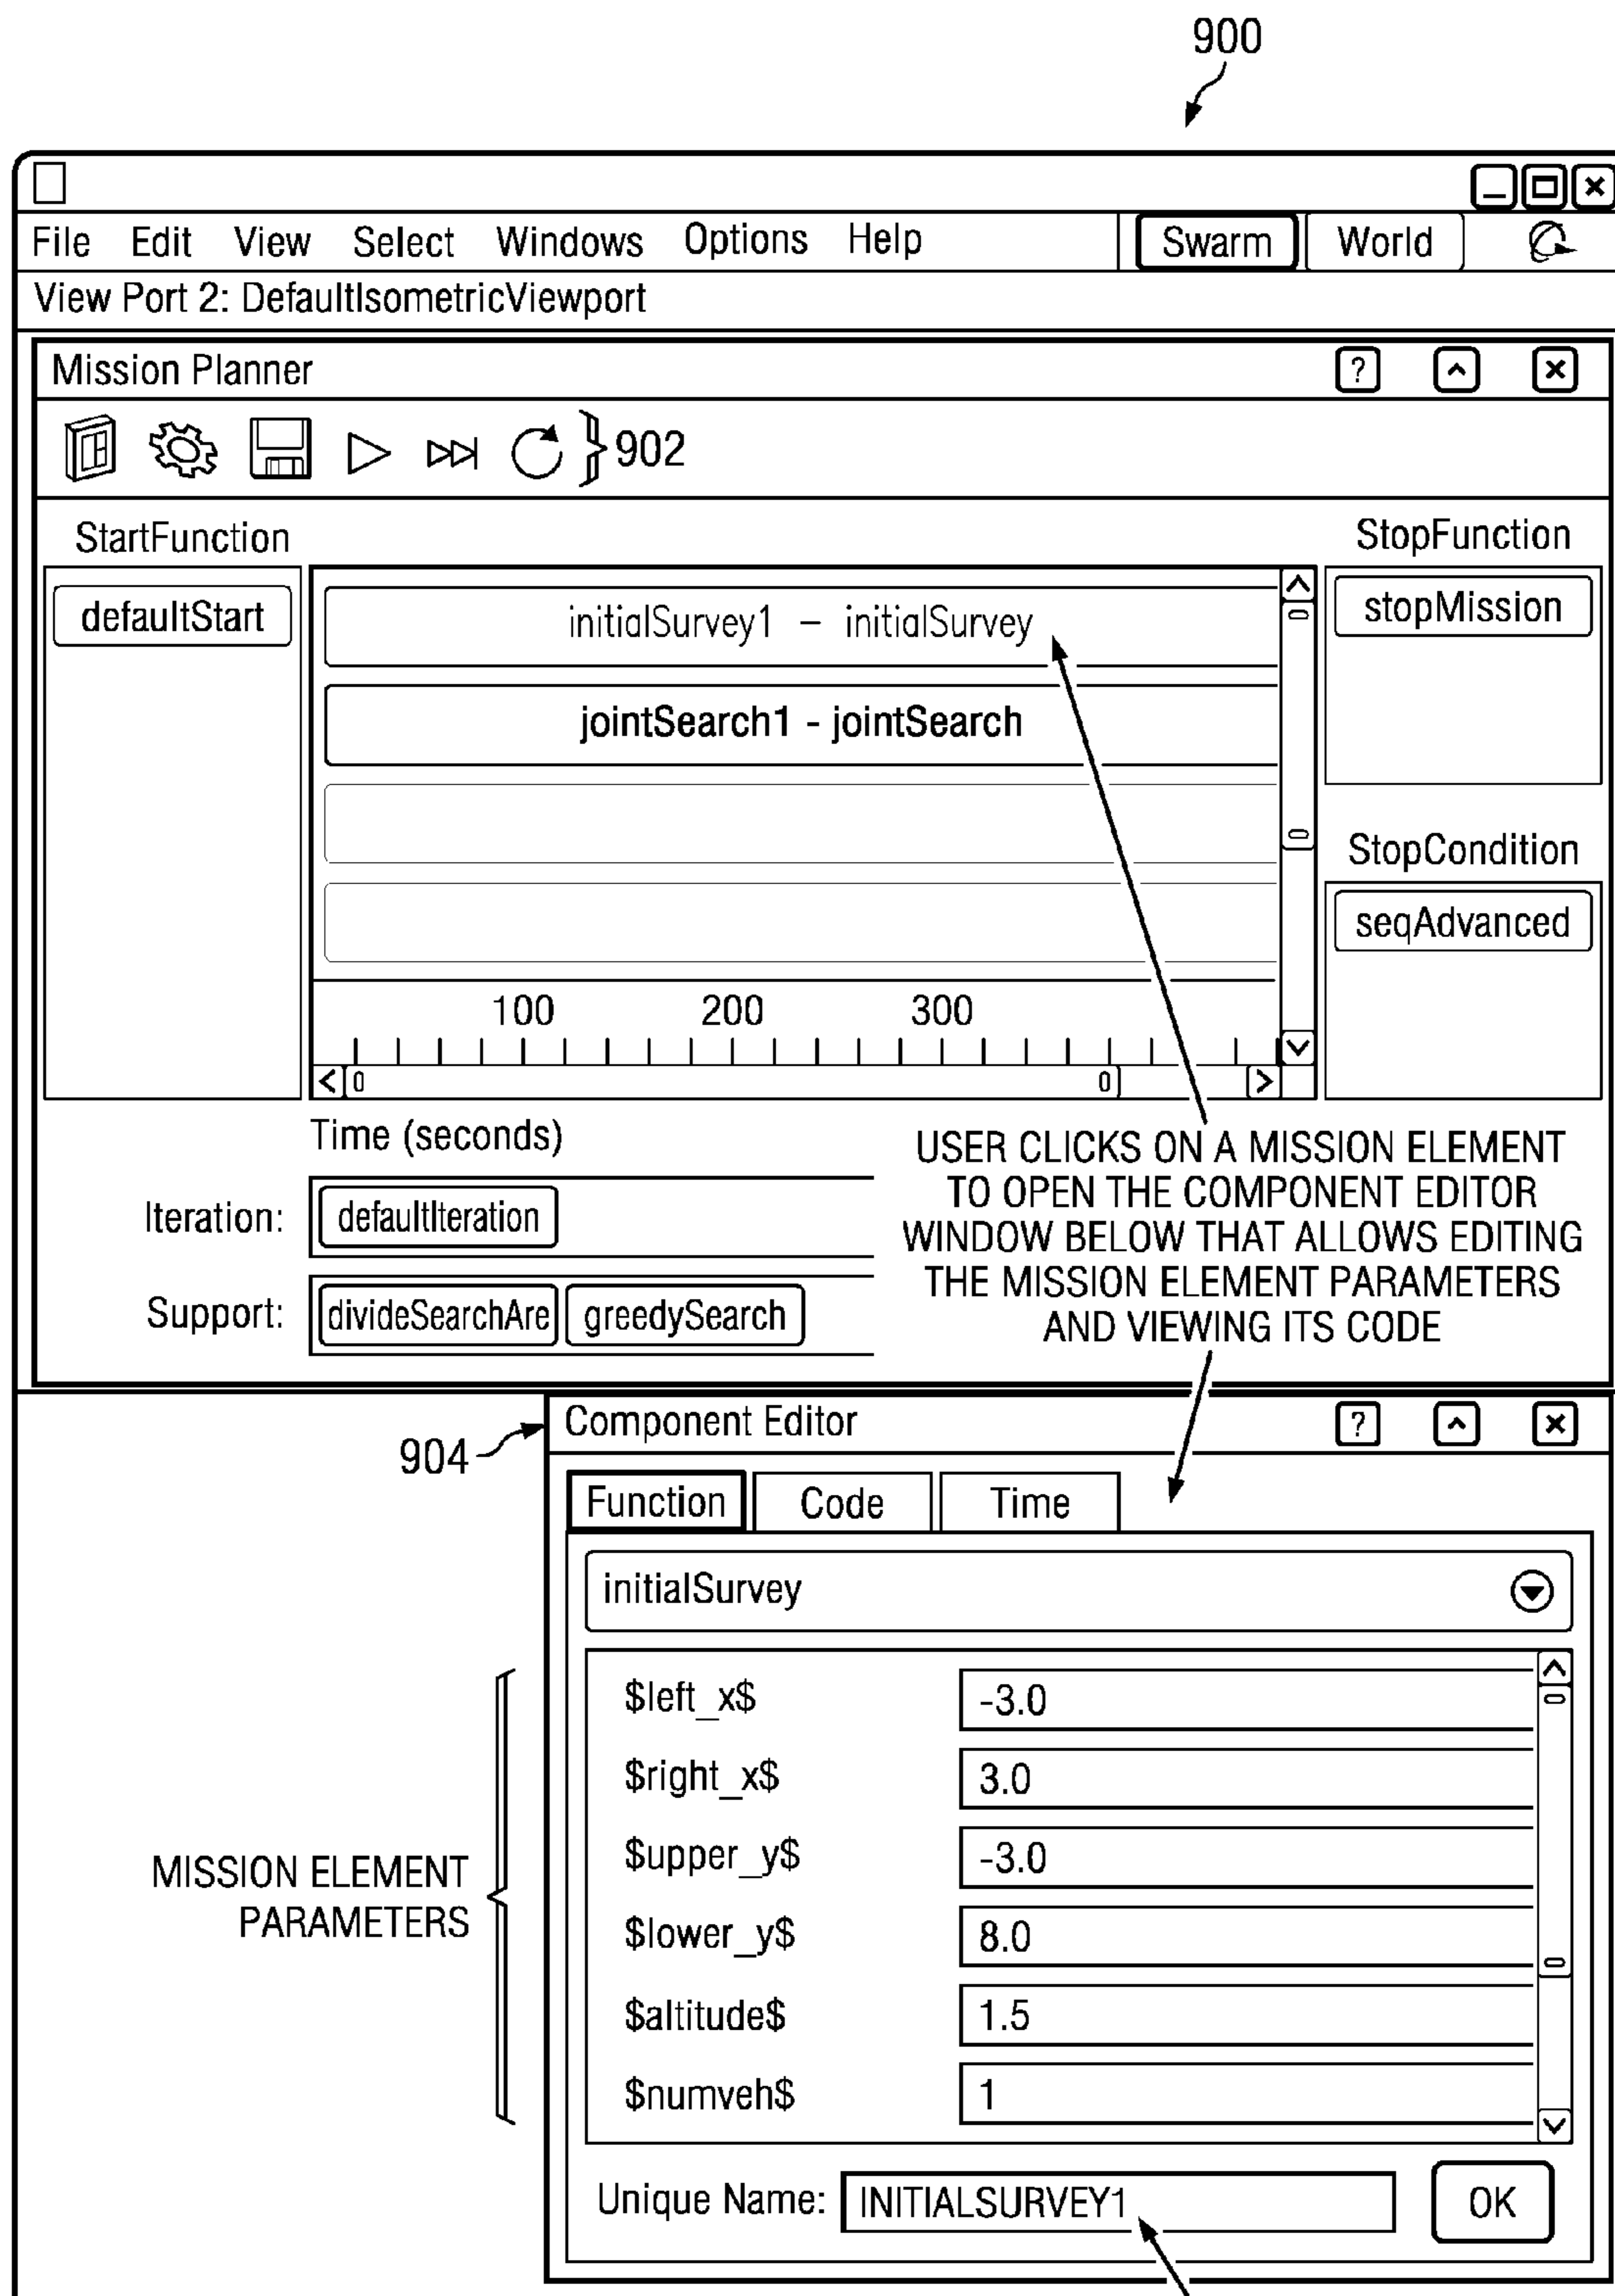 900
File Edit View Select Windows Options Help Swarm World
View Port 2: DefaultIsometricViewport
Mission Planner ?
902
StartFunction
StopFunction
defaultStart
initialSurvey1 – initialSurvey
stopMission
jointSearch1 - jointSearch
StopCondition
seqAdvanced
100 200 300
Time (seconds)
USER CLICKS ON A MISSION ELEMENT
TO OPEN THE COMPONENT EDITOR
WINDOW BELOW THAT ALLOWS EDITING
THE MISSION ELEMENT PARAMETERS
AND VIEWING ITS CODE
Iteration: defaultIteration
Support: divideSearchAre greedySearch
904
Component Editor ?
Function Code Time
initialSurvey
$left_x$ -3.0
$right_x$ 3.0
$upper_y$ -3.0
$lower_y$ 8.0
$altitude$ 1.5
$numveh$ 1
MISSION ELEMENT
PARAMETERS
Unique Name: INITIALSURVEY1 OK